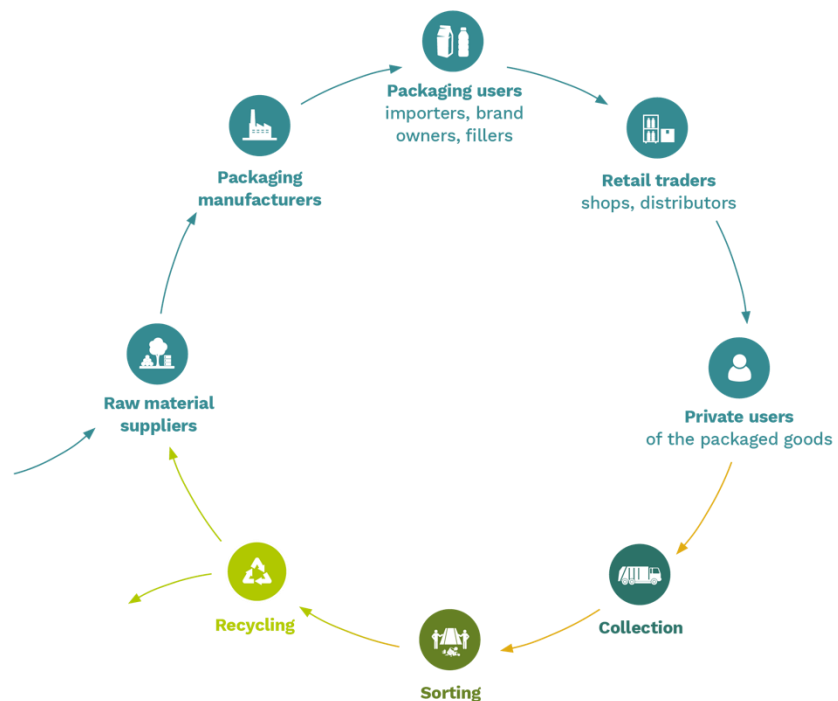 Packaging users
importers, brand
owners, fillers
Packaging
manufacturers
Retail traders
shops, distributors
Raw material
suppliers
Private users
of the packaged goods
Recycling
Collection
Sorting